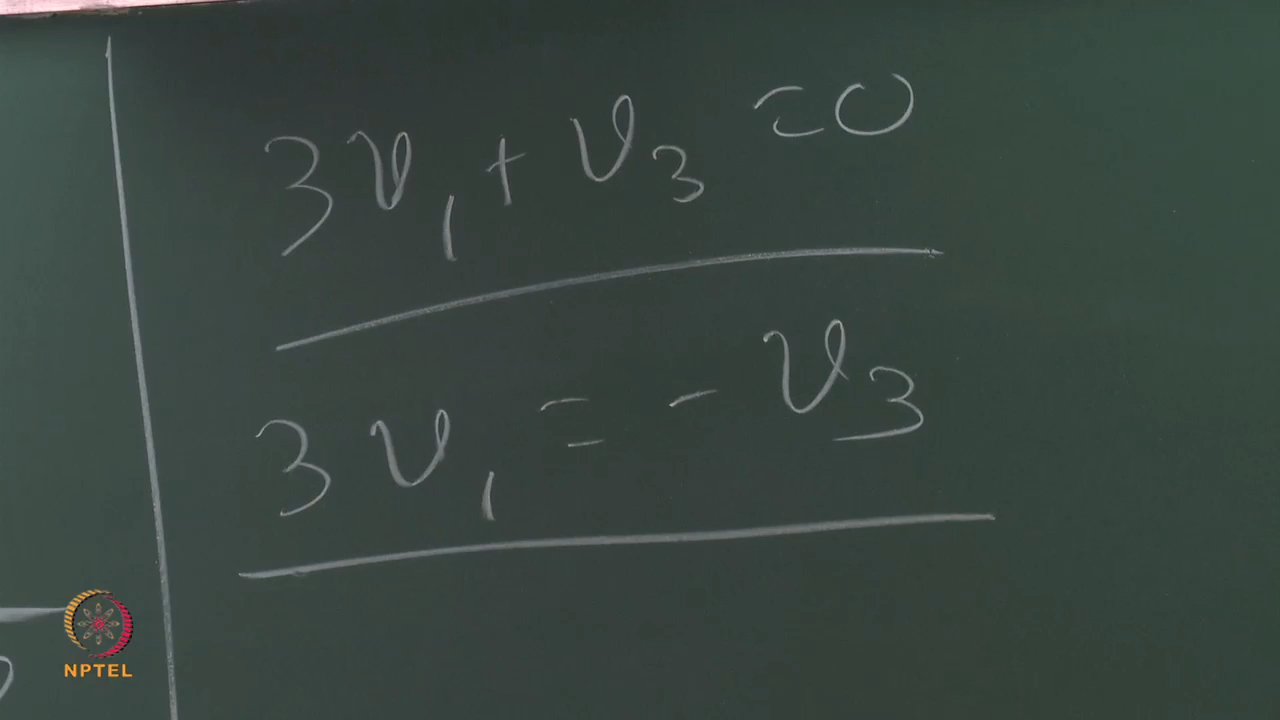 3v₁ + v₃ = 0
3v₁ = - v₃
NPTEL